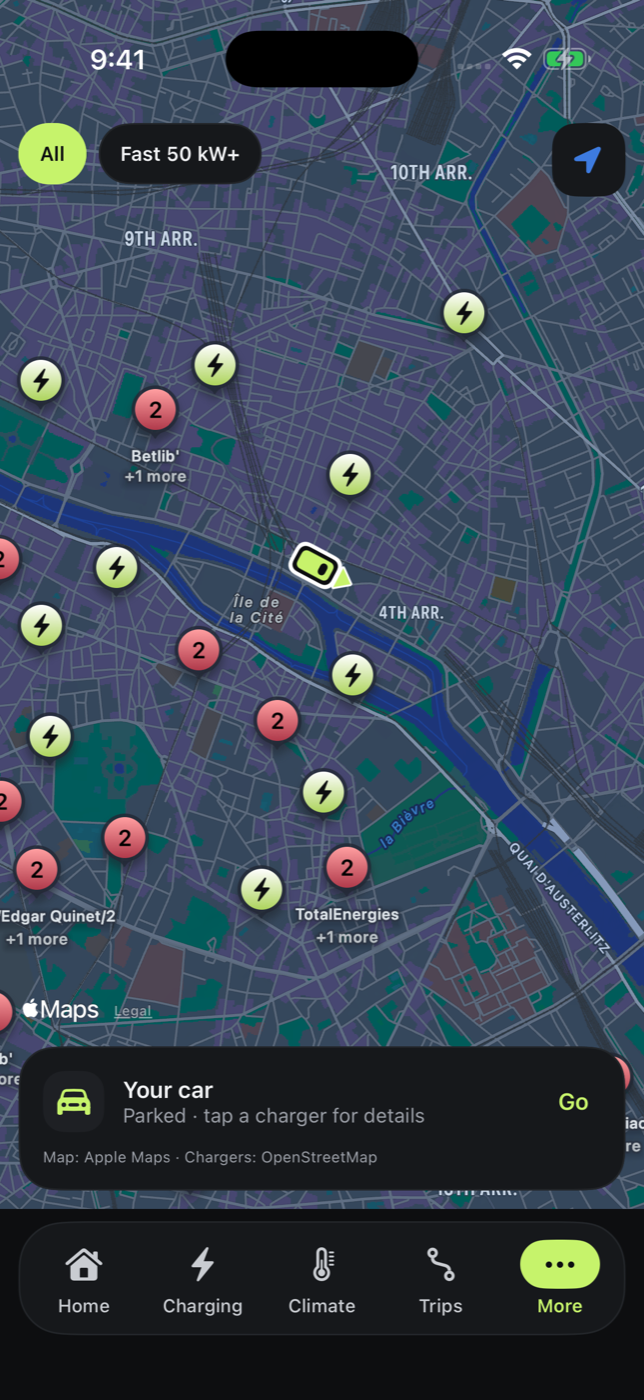 9:41
All
Fast 50 kW+
10TH ARR.
9TH ARR.
2
Betlib'
+1 more
2
Île de
la Cité
4TH ARR.
2
2
2
la Bièvre
2
2
2
QUAI D'AUSTERLITZ
/Edgar Quinet/2
+1 more
TotalEnergies
+1 more
Maps
Legal
b'
Your car
Parked · tap a charger for details
Go
Map: Apple Maps · Chargers: OpenStreetMap
Home
Charging
Climate
Trips
More